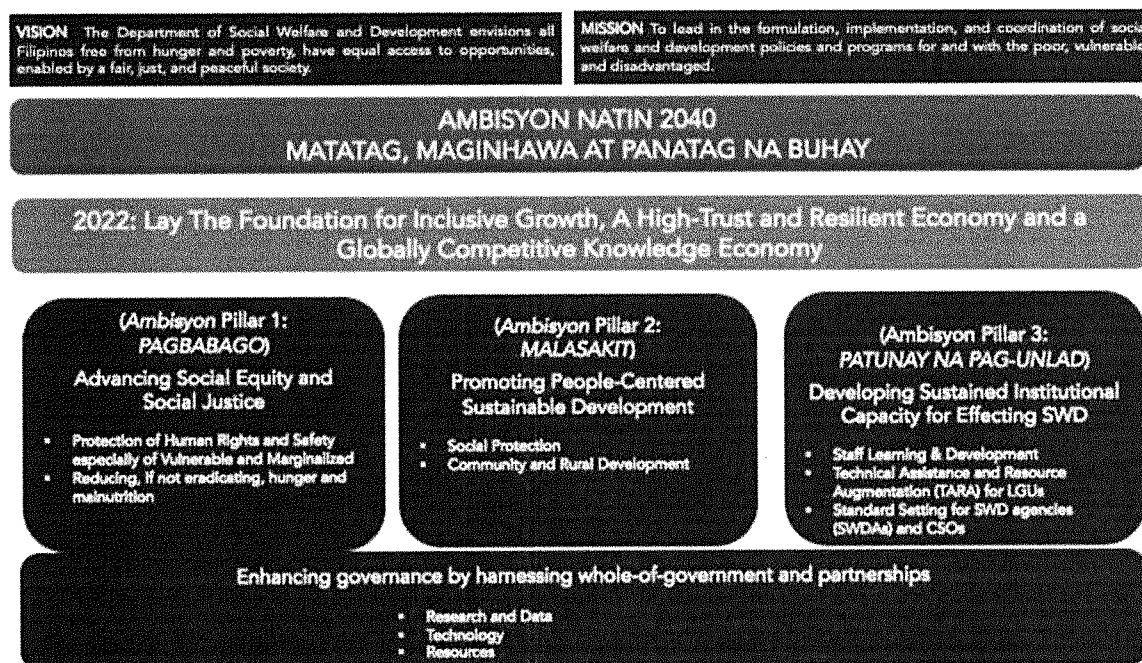 VISION The Department of Social Welfare and Development envisions all
Filipinos free from hunger and poverty, have equal access to opportunities,
enabled by a fair, just, and peaceful society.
MISSION To lead in the formulation, implementation, and coordination of social
welfare and development policies and programs for and with the poor, vulnerable
and disadvantaged.
AMBISYON NATIN 2040
MATATAG, MAGINHAWA AT PANATAG NA BUHAY
2022: Lay The Foundation for Inclusive Growth, A High-Trust and Resilient Economy and a
Globally Competitive Knowledge Economy
(Ambisyon Pillar 1:
PAGBABAGO)
Advancing Social Equity and
Social Justice
▪ Protection of Human Rights and Safety
especially of Vulnerable and Marginalized
▪ Reducing, if not eradicating, hunger and
malnutrition
(Ambisyon Pillar 2:
MALASAKIT)
Promoting People-Centered
Sustainable Development
▪ Social Protection
▪ Community and Rural Development
(Ambisyon Pillar 3:
PATUNAY NA PAG-UNLAD)
Developing Sustained Institutional
Capacity for Effecting SWD
▪ Staff Learning & Development
▪ Technical Assistance and Resource
Augmentation (TARA) for LGUs
▪ Standard Setting for SWD agencies
(SWDAs) and CSOs
Enhancing governance by harnessing whole-of-government and partnerships
▪ Research and Data
▪ Technology
▪ Resources